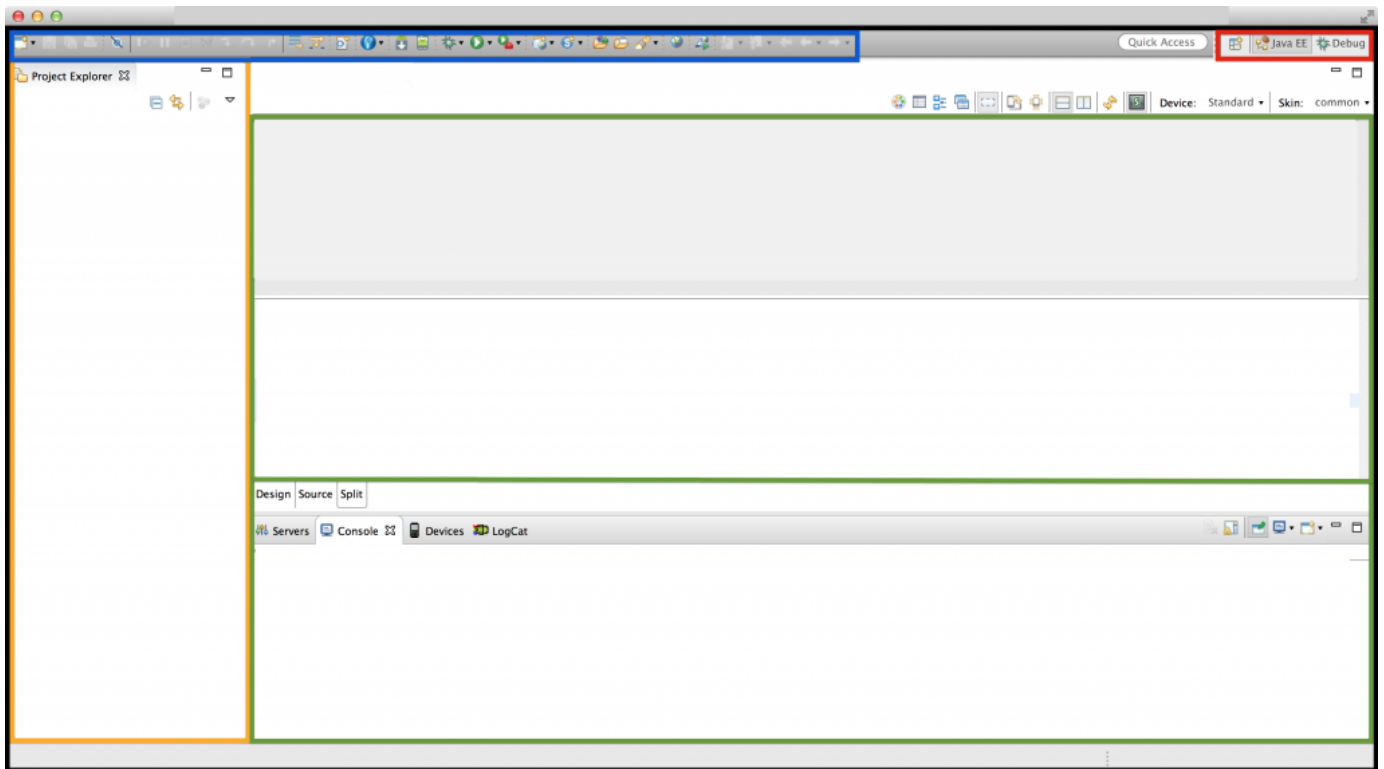 Quick Access Java EE Debug
Project Explorer
Device: Standard Skin: common
Design Source Split
Servers Console Devices LogCat